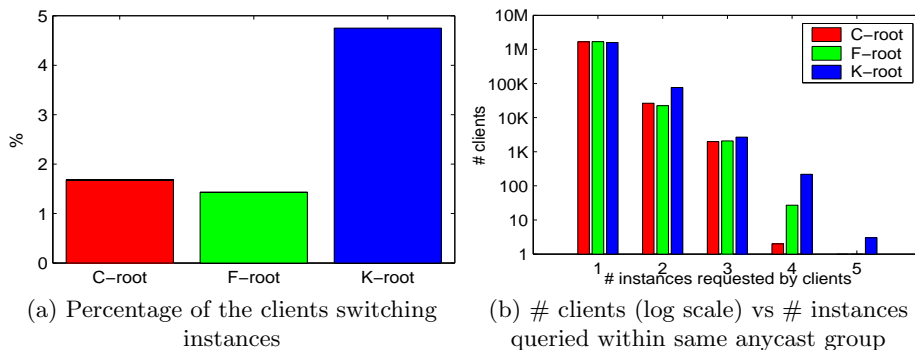 5
4
3
2
1
0
%
C−root
F−root
K−root
(a) Percentage of the clients switching
instances
10M
1M
100K
10K
1K
100
10
1
# clients
C−root
F−root
K−root
1
2
3
4
5
# instances requested by clients
(b) # clients (log scale) vs # instances
queried within same anycast group